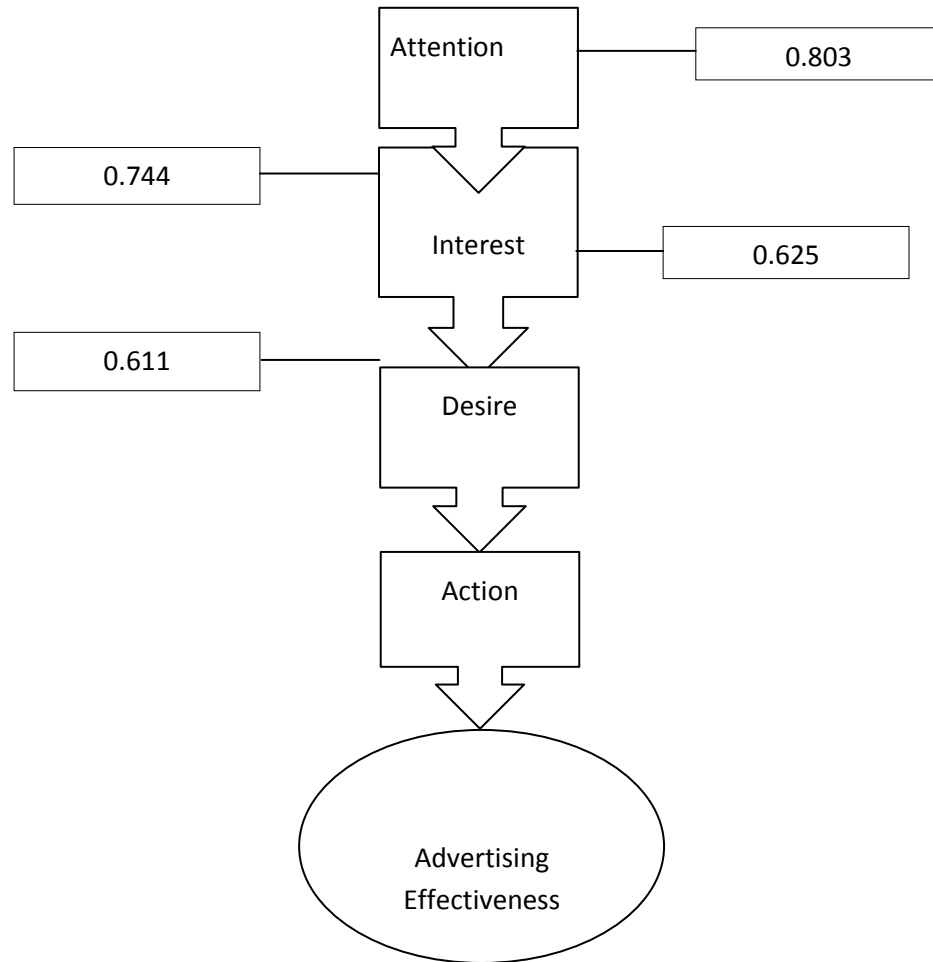 Attention
0.803
0.744
Interest
0.625
0.611
Desire
Action
Advertising
Effectiveness